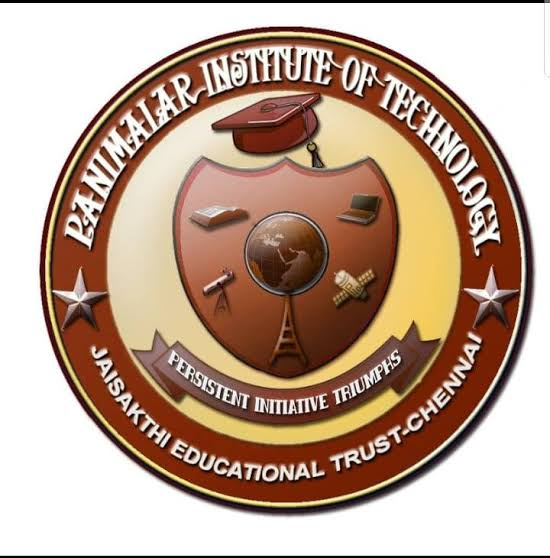 PANIMALAR INSTITUTE OF TECHNOLOGY
PERSISTENT INITIATIVE TRIUMPHS
JAISAKTHI EDUCATIONAL TRUST-CHENNAI